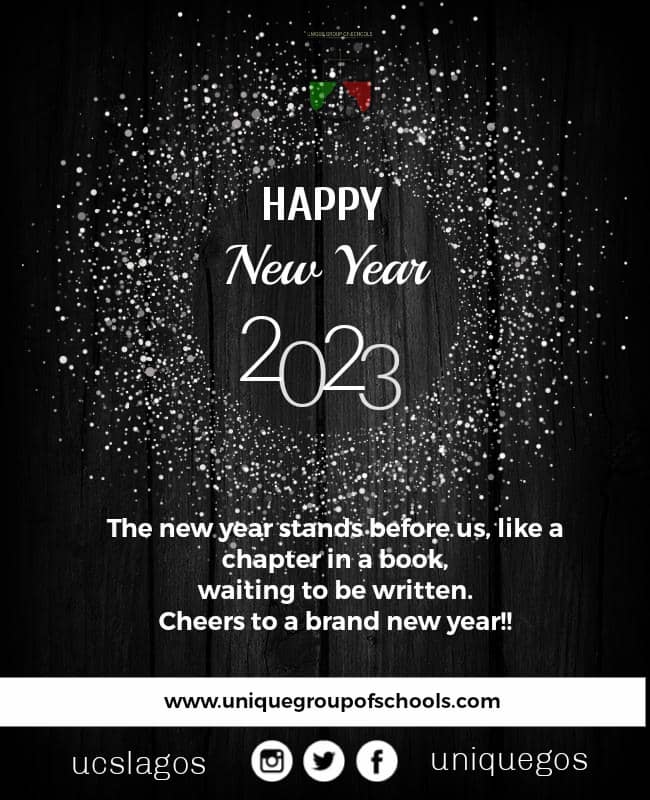 UNIQUE GROUP OF SCHOOLS
HAPPY
New Year
2023
The new year stands before us, like a
chapter in a book,
waiting to be written.
Cheers to a brand new year!!
www.uniquegroupofschools.com
ucslagos
uniquegos